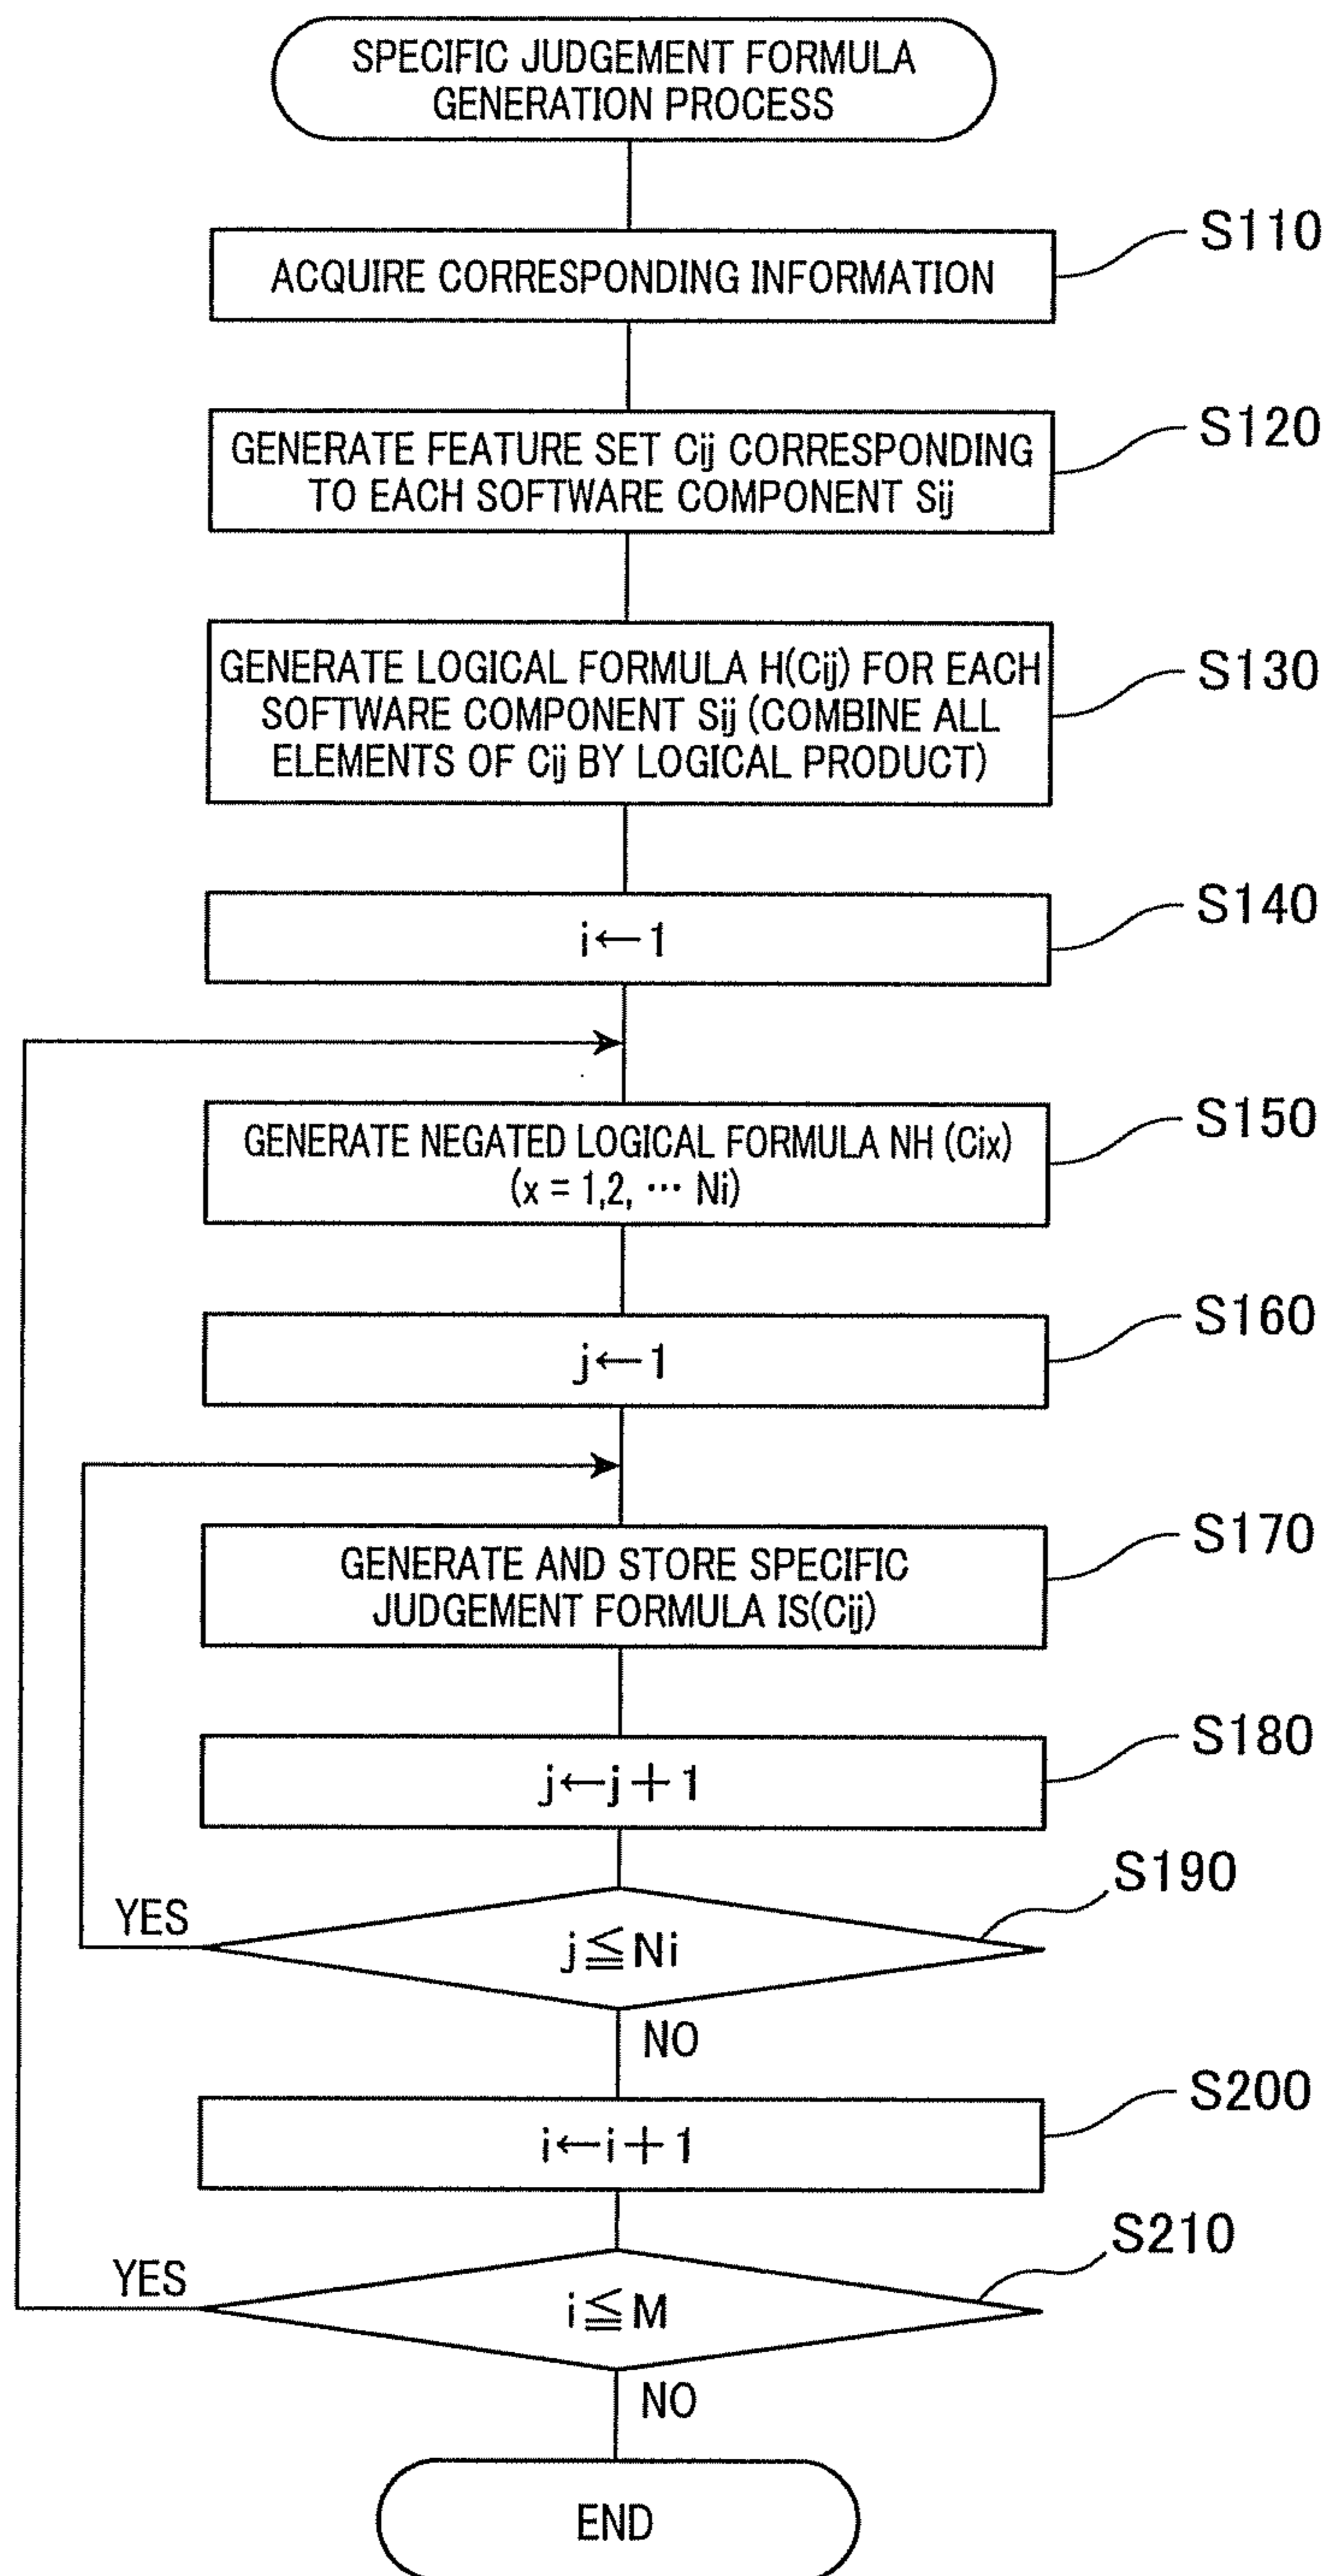 SPECIFIC JUDGEMENT FORMULA
GENERATION PROCESS
S110
ACQUIRE CORRESPONDING INFORMATION
S120
GENERATE FEATURE SET Cij CORRESPONDING
TO EACH SOFTWARE COMPONENT Sij
S130
GENERATE LOGICAL FORMULA H(Cij) FOR EACH
SOFTWARE COMPONENT Sij (COMBINE ALL
ELEMENTS OF Cij BY LOGICAL PRODUCT)
S140
i←1
S150
GENERATE NEGATED LOGICAL FORMULA NH (Cix)
(x = 1,2, ··· Ni)
S160
j←1
S170
GENERATE AND STORE SPECIFIC
JUDGEMENT FORMULA IS(Cij)
S180
j←j+1
S190
YES
j≦Ni
NO
S200
i←i+1
S210
YES
i≦M
NO
END